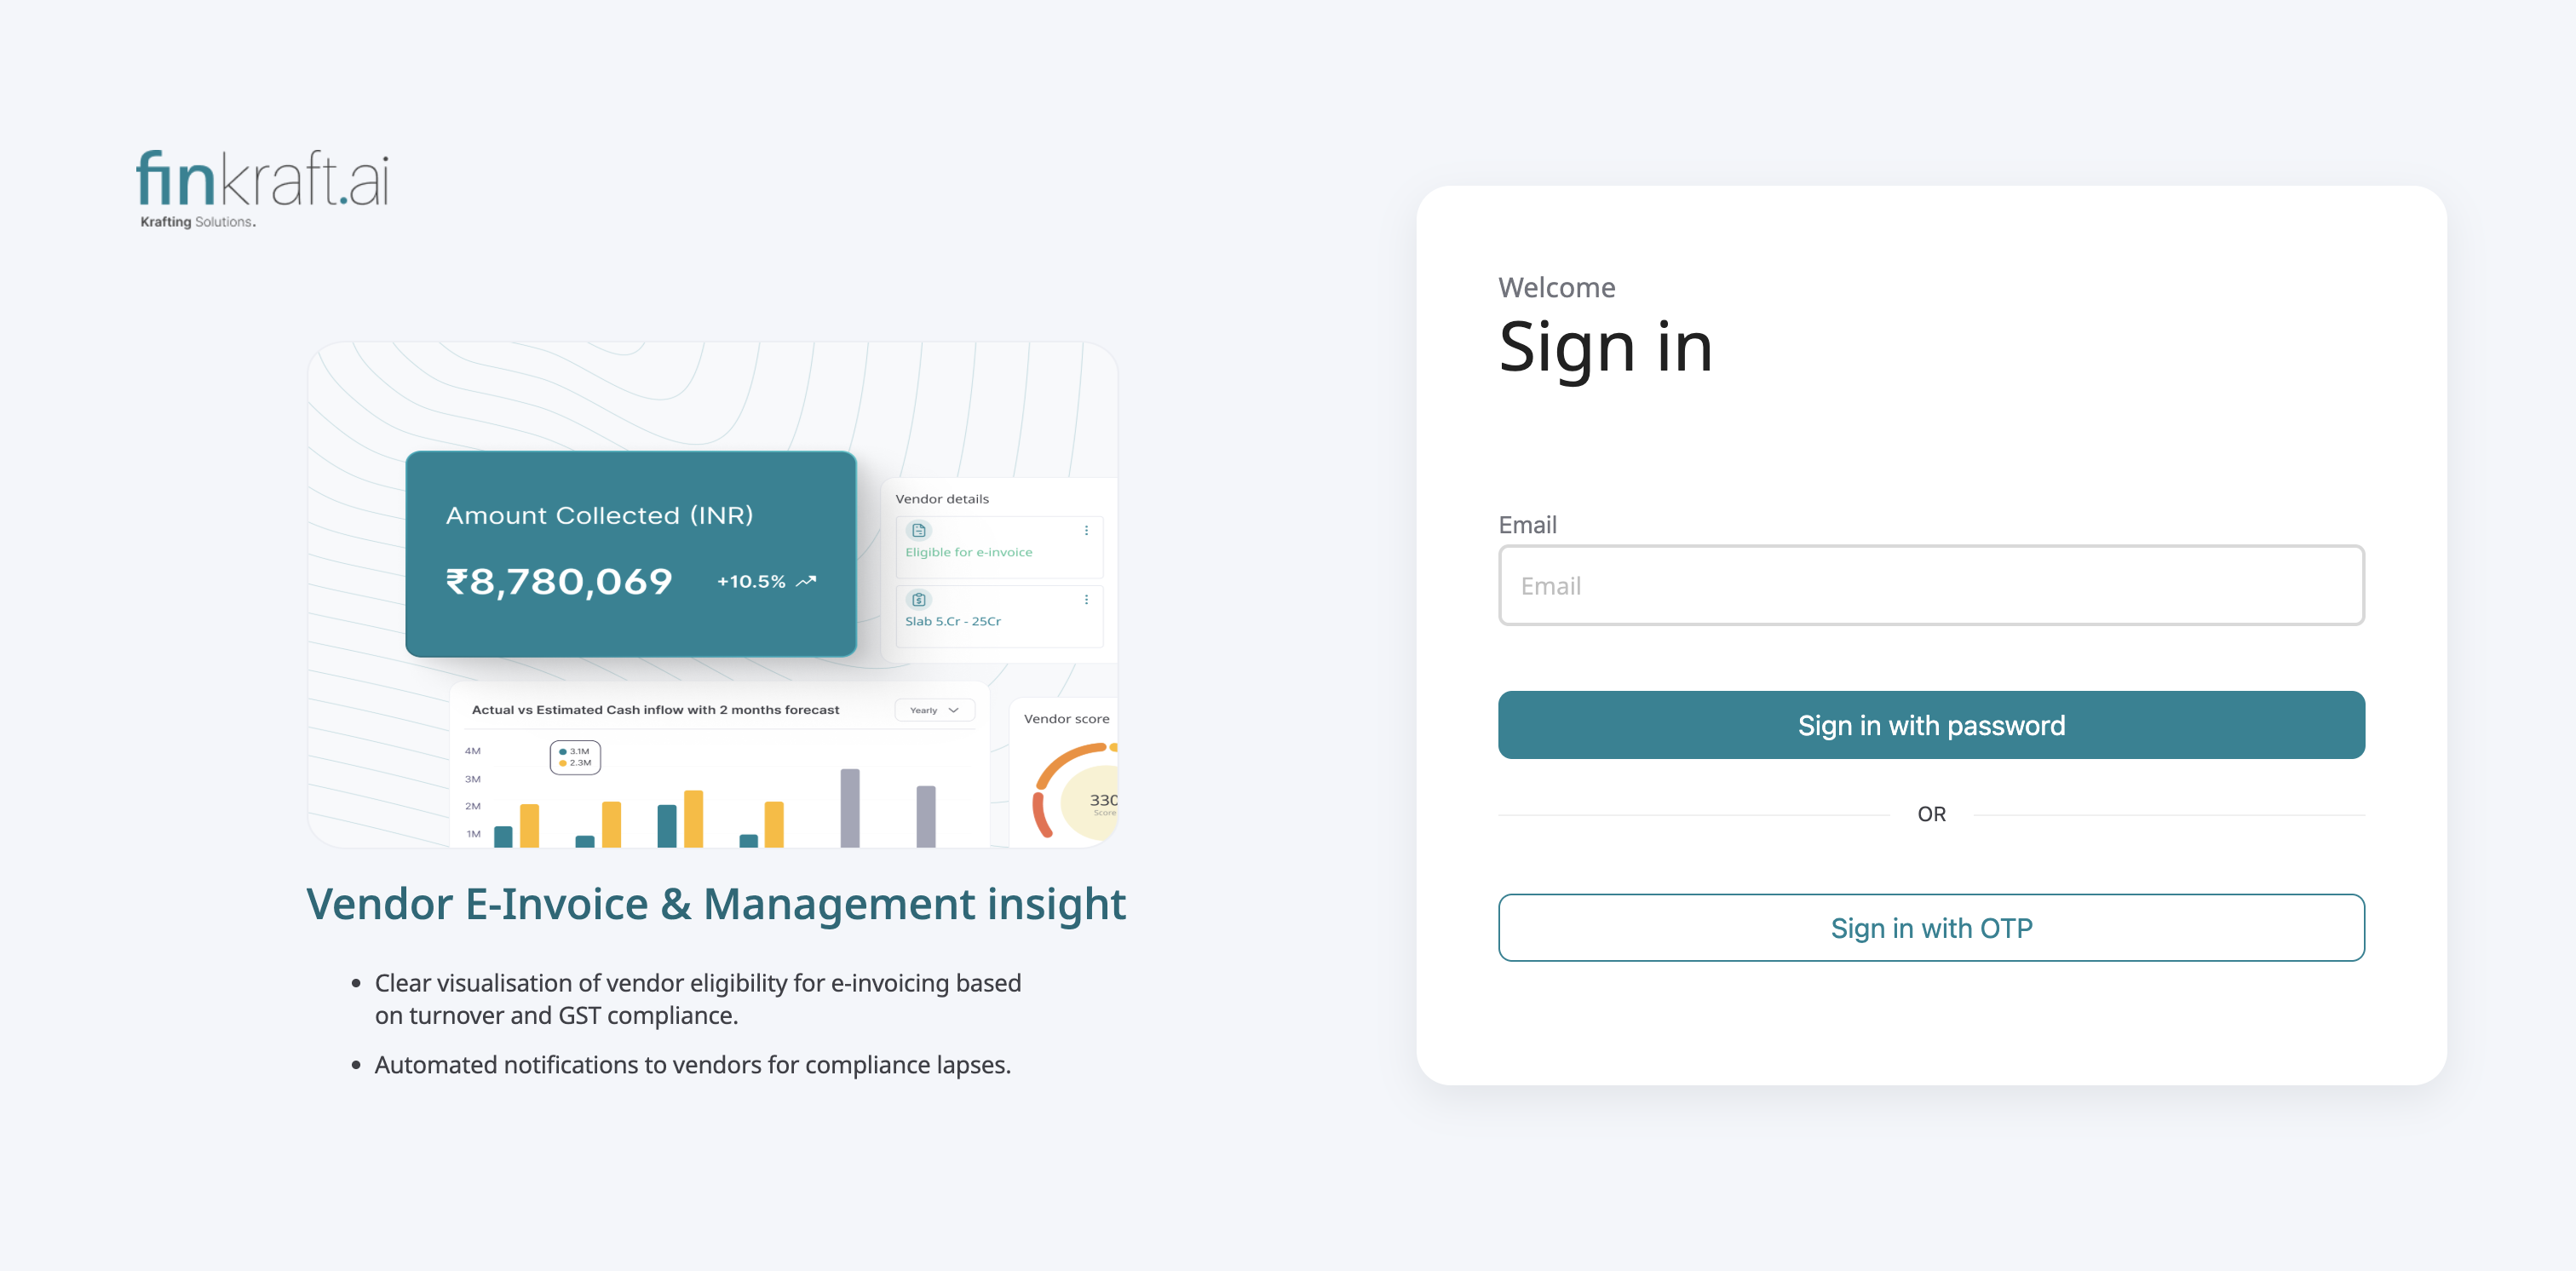 finkraft.ai
Krafting Solutions.
Amount Collected (INR)
₹8,780,069 +10.5%
Vendor details
Eligible for e-invoice
Slab 5.Cr - 25Cr
Actual vs Estimated Cash inflow with 2 months forecast
Yearly
4M
3M
2M
1M
3.1M
2.3M
Vendor score
330
Score
Vendor E-Invoice & Management insight
• Clear visualisation of vendor eligibility for e-invoicing based
on turnover and GST compliance.
• Automated notifications to vendors for compliance lapses.
Welcome
Sign in
Email
Email
Sign in with password
OR
Sign in with OTP